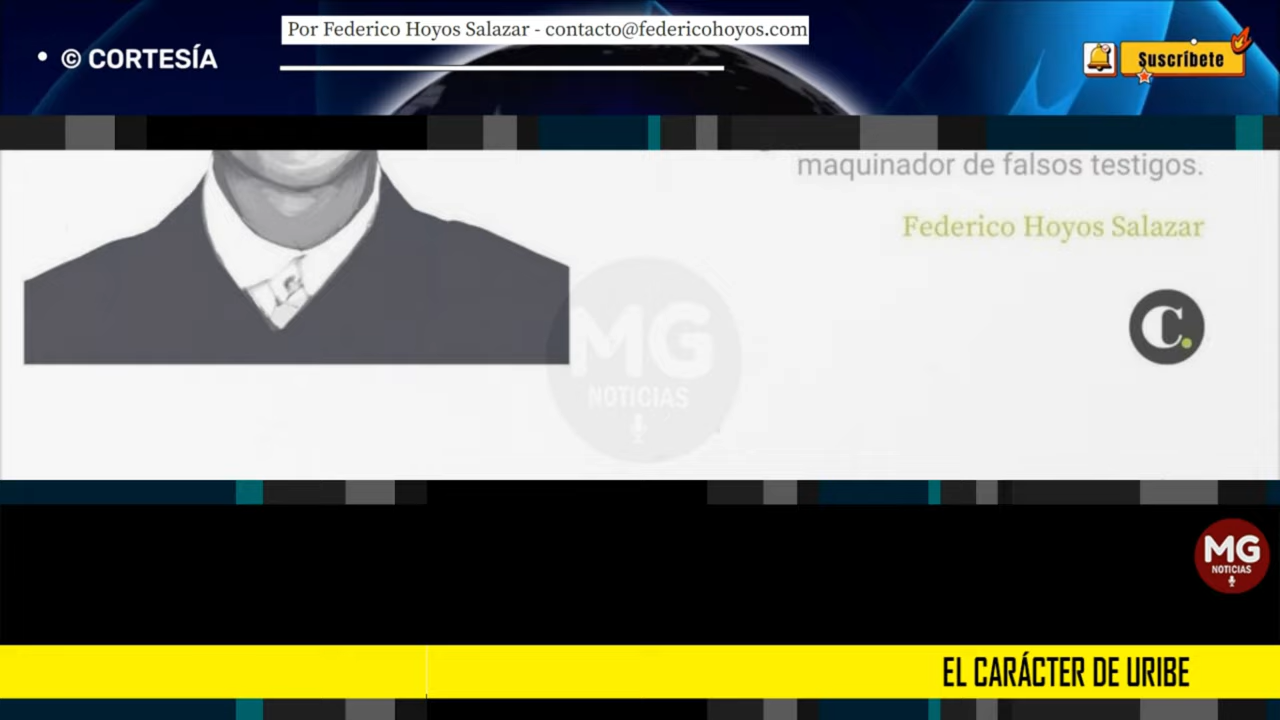 Por Federico Hoyos Salazar - contacto@federicohoyos.com
• © CORTESÍA
Suscríbete
maquinador de falsos testigos.
Federico Hoyos Salazar
C.
MG
NOTICIAS
MG
NOTICIAS
EL CARÁCTER DE URIBE